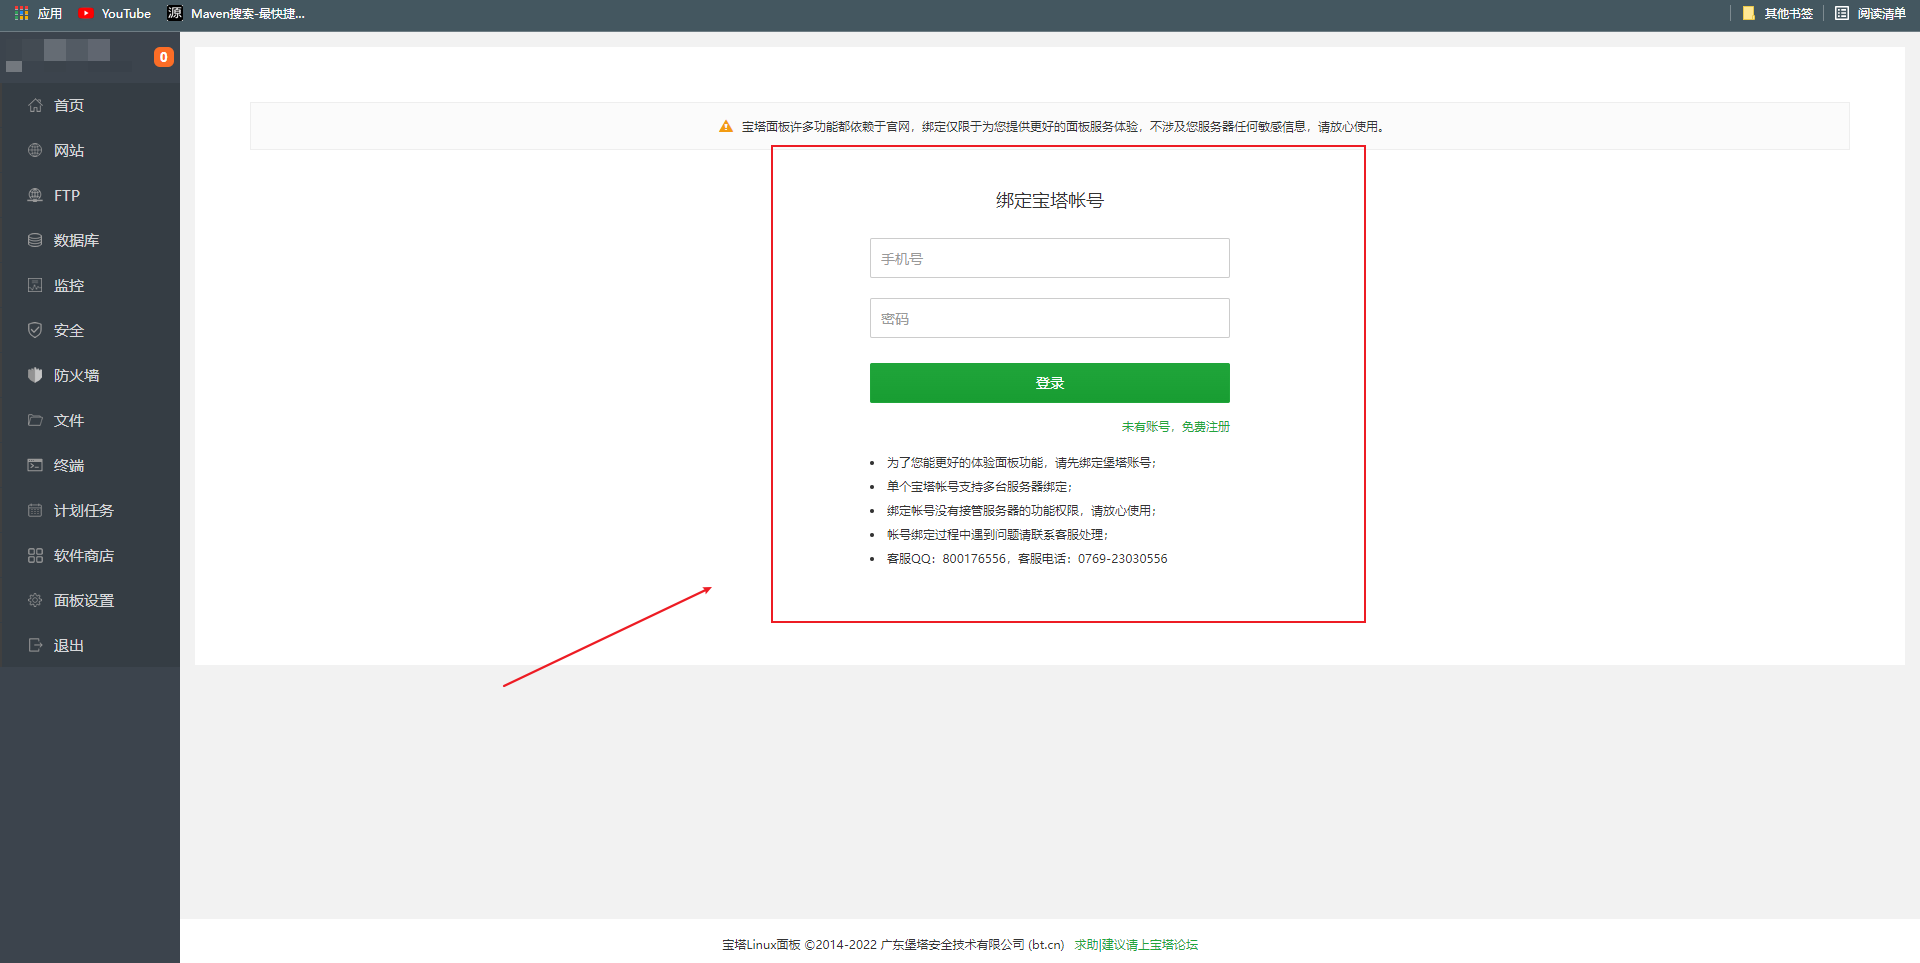 应用 YouTube 源 Maven搜索-最快捷... 其他书签 阅读清单
0
首页
网站
FTP
数据库
监控
安全
防火墙
文件
终端
计划任务
软件商店
面板设置
退出
宝塔面板许多功能都依赖于官网，绑定仅限于为您提供更好的面板服务体验，不涉及您服务器任何敏感信息，请放心使用。
绑定宝塔帐号
手机号
密码
登录
未有账号，免费注册
为了您能更好的体验面板功能，请先绑定堡塔账号；
单个宝塔帐号支持多台服务器绑定；
绑定帐号没有接管服务器的功能权限，请放心使用；
帐号绑定过程中遇到问题请联系客服处理；
客服QQ：800176556，客服电话：0769-23030556
宝塔Linux面板 ©2014-2022 广东堡塔安全技术有限公司 (bt.cn) 求助|建议请上宝塔论坛